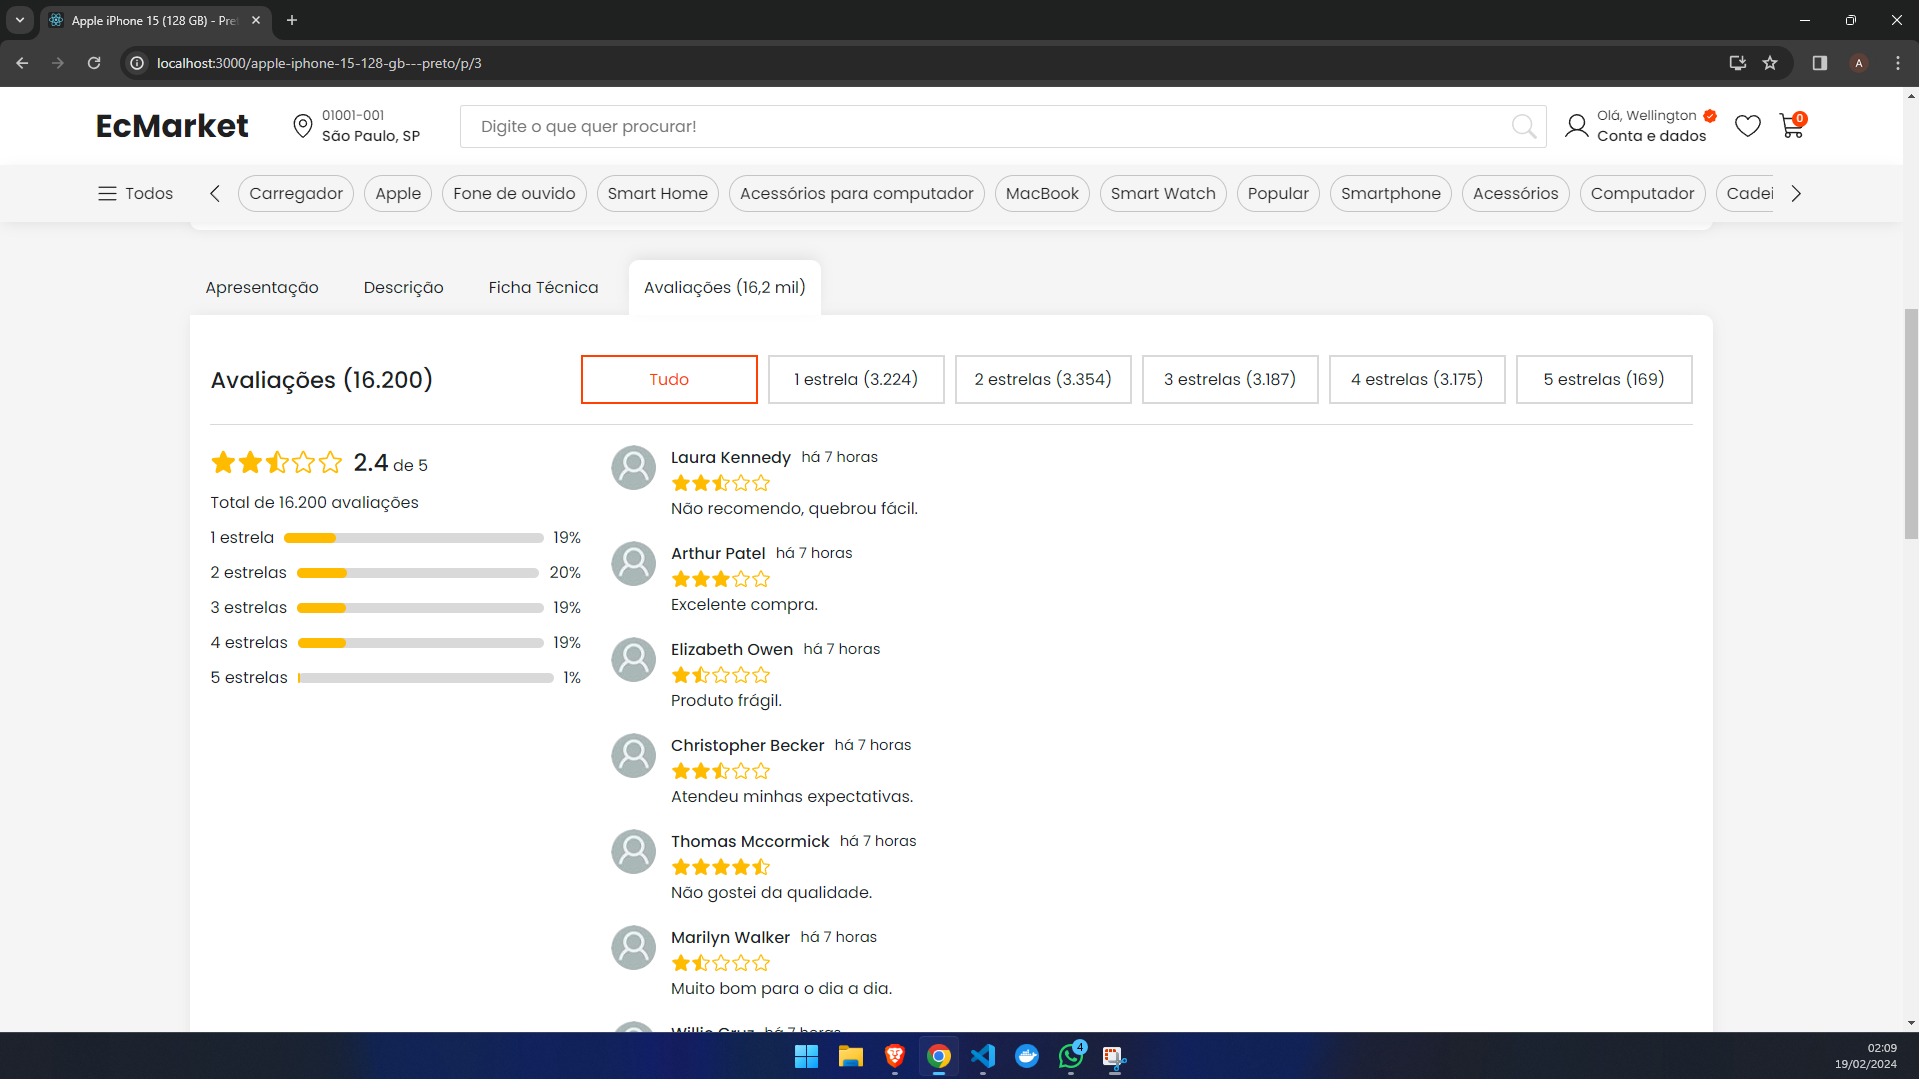 Apple iPhone 15 (128 GB) - Pre
localhost:3000/apple-iphone-15-128-gb---preto/p/3
A
EcMarket
01001-001
São Paulo, SP
Digite o que quer procurar!
Olá, Wellington
Conta e dados
0
Todos
Carregador
Apple
Fone de ouvido
Smart Home
Acessórios para computador
MacBook
Smart Watch
Popular
Smartphone
Acessórios
Computador
Cadei
Apresentação
Descrição
Ficha Técnica
Avaliações (16,2 mil)
Avaliações (16.200)
Tudo
1 estrela (3.224)
2 estrelas (3.354)
3 estrelas (3.187)
4 estrelas (3.175)
5 estrelas (169)
2.4 de 5
Total de 16.200 avaliações
1 estrela 19%
2 estrelas 20%
3 estrelas 19%
4 estrelas 19%
5 estrelas 1%
Laura Kennedy há 7 horas
Não recomendo, quebrou fácil.
Arthur Patel há 7 horas
Excelente compra.
Elizabeth Owen há 7 horas
Produto frágil.
Christopher Becker há 7 horas
Atendeu minhas expectativas.
Thomas Mccormick há 7 horas
Não gostei da qualidade.
Marilyn Walker há 7 horas
Muito bom para o dia a dia.
Willie Cruz há 7 horas
4
02:09
19/02/2024